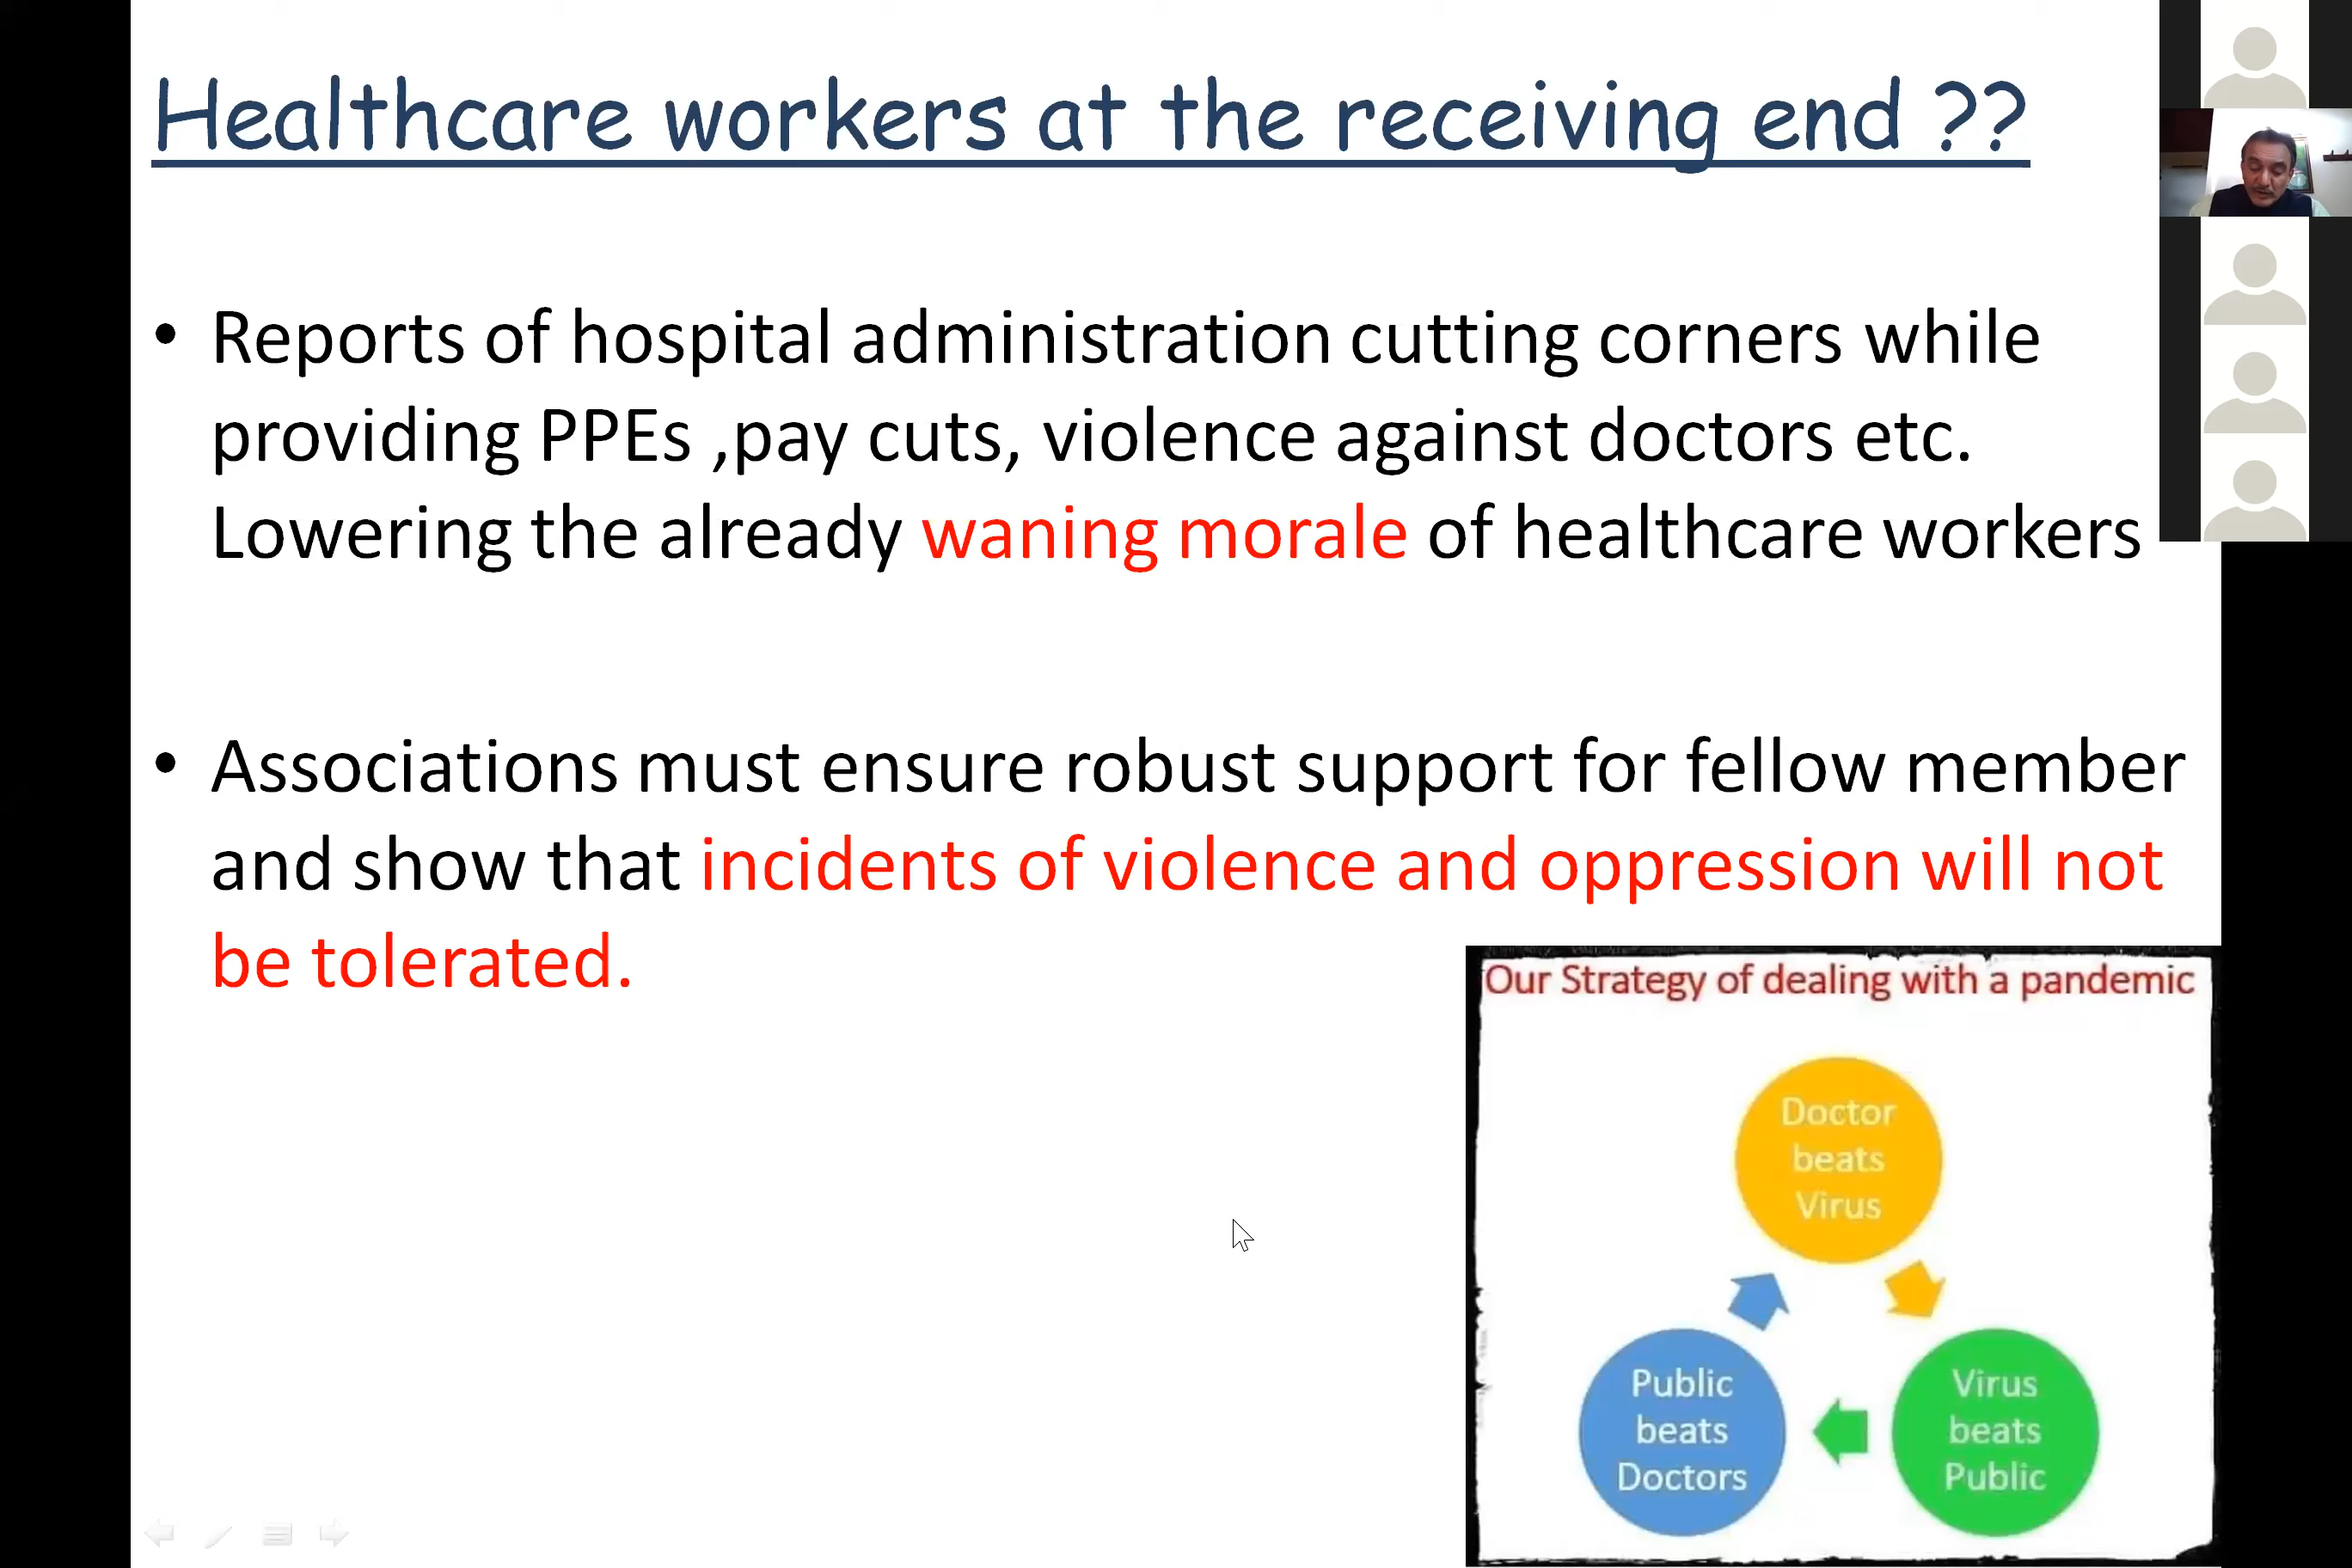 Healthcare workers at the receiving end ??
• Reports of hospital administration cutting corners while
providing PPEs ,pay cuts, violence against doctors etc.
Lowering the already waning morale of healthcare workers
• Associations must ensure robust support for fellow member
and show that incidents of violence and oppression will not
be tolerated.
Our Strategy of dealing with a pandemic
Doctor
beats
Virus
Public
beats
Doctors
Virus
beats
Public